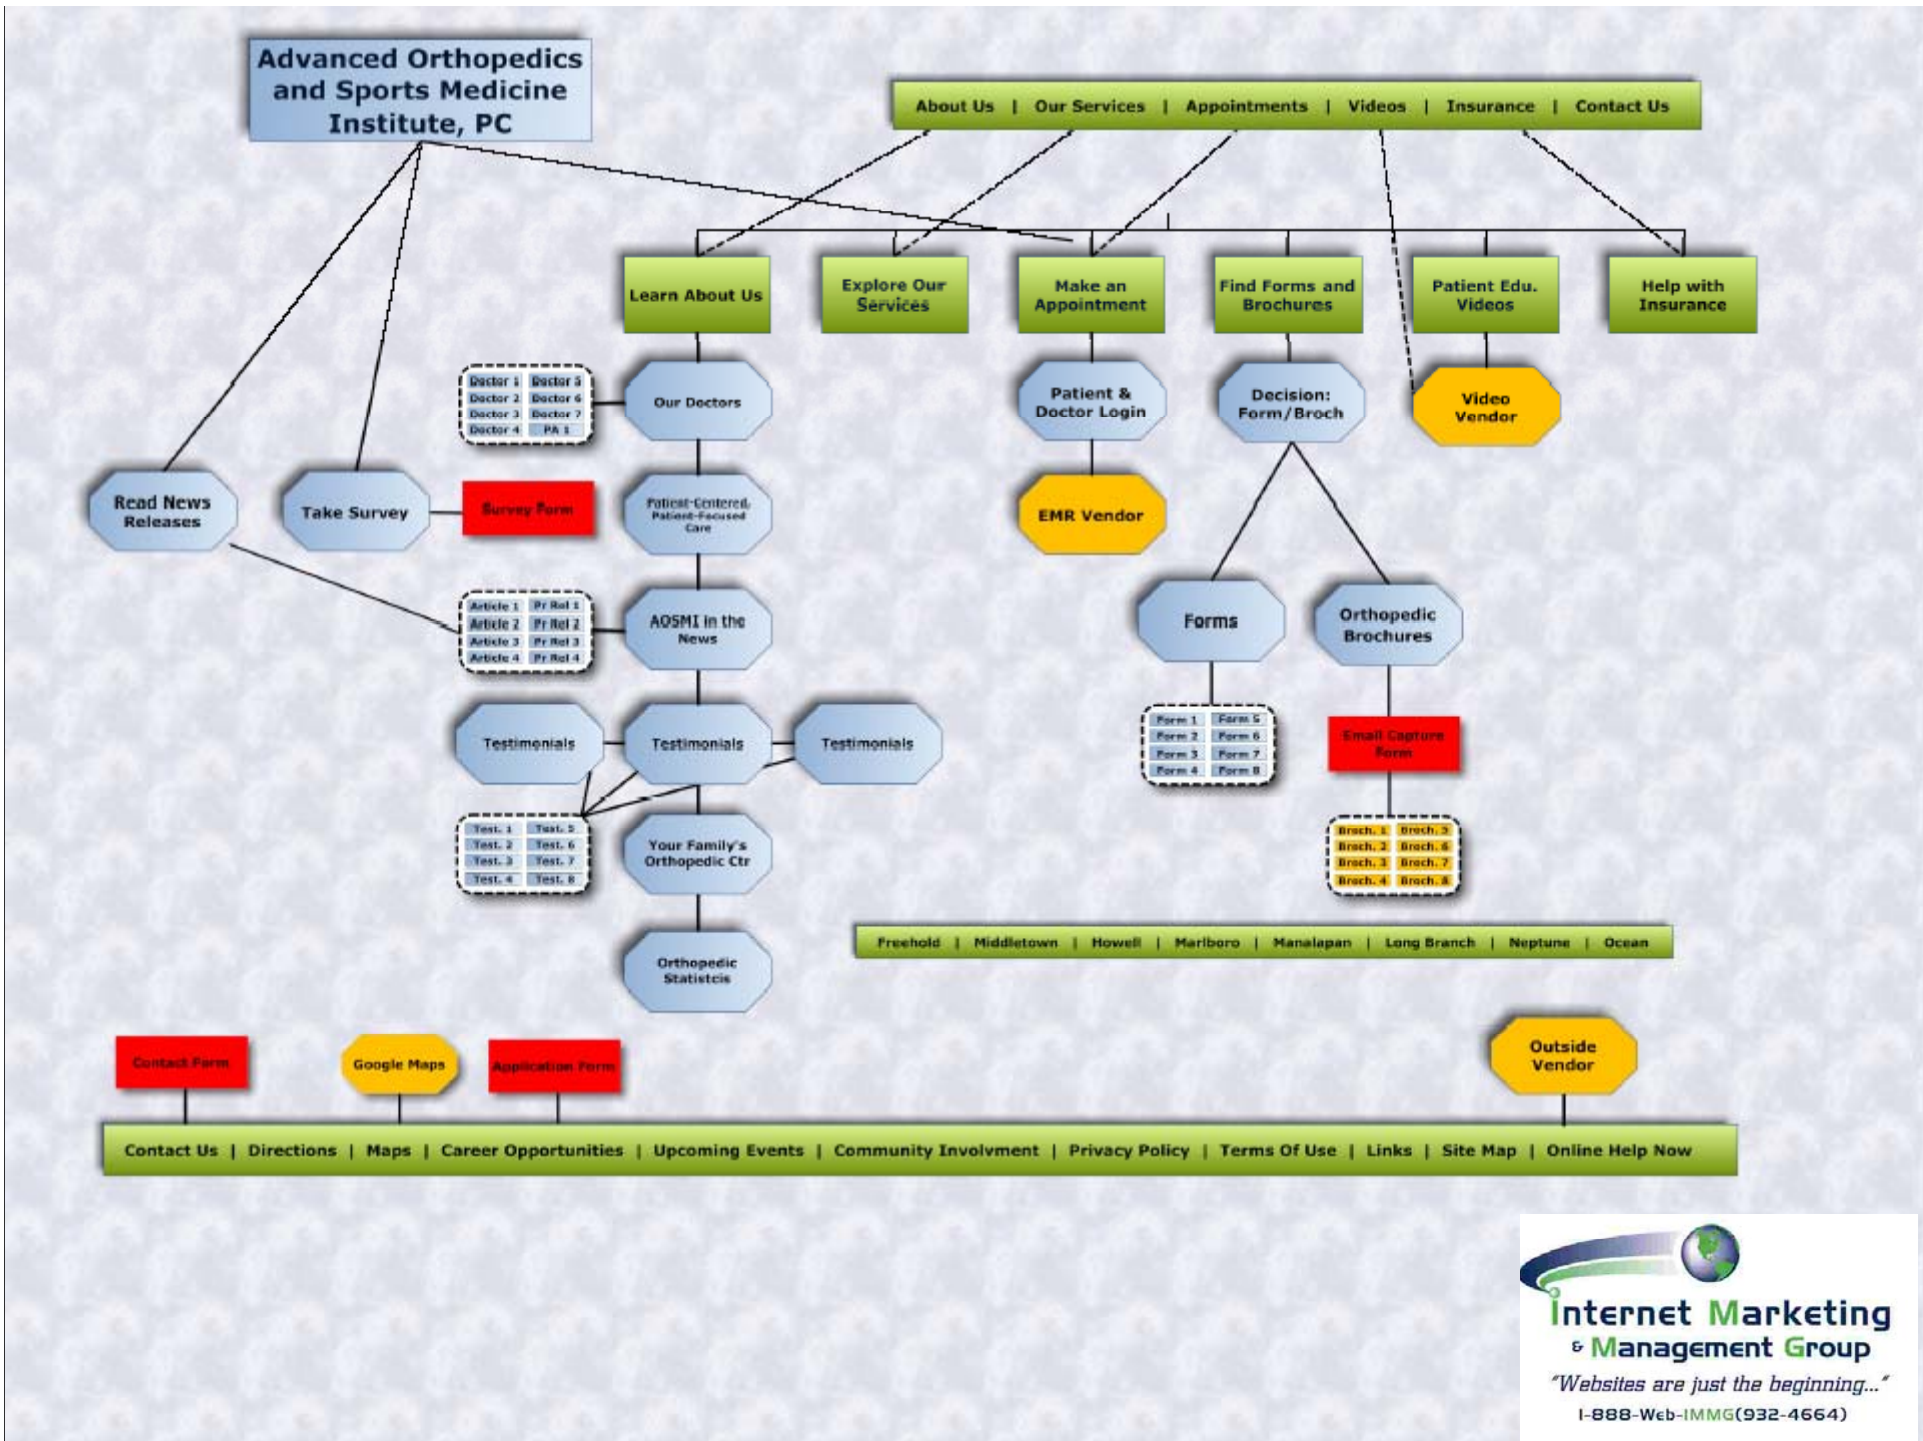 Advanced Orthopedics
and Sports Medicine
Institute, PC
About Us | Our Services | Appointments | Videos | Insurance | Contact Us
Learn About Us
Explore Our
Services
Make an
Appointment
Find Forms and
Brochures
Patient Edu.
Videos
Help with
Insurance
Doctor 1 Doctor 5
Doctor 2 Doctor 6
Doctor 3 Doctor 7
Doctor 4 PA 1
Our Doctors
Patient &
Doctor Login
Decision:
Form/Broch
Video
Vendor
Read News
Releases
Take Survey
Survey Form
Patient-Centered,
Patient-Focused
Care
EMR Vendor
Article 1 Pr Rel 1
Article 2 Pr Rel 2
Article 3 Pr Rel 3
Article 4 Pr Rel 4
AOSMI in the
News
Forms
Orthopedic
Brochures
Testimonials
Testimonials
Testimonials
Form 1 Form 5
Form 2 Form 6
Form 3 Form 7
Form 4 Form 8
Email Capture
Form
Test. 1 Test. 5
Test. 2 Test. 6
Test. 3 Test. 7
Test. 4 Test. 8
Your Family's
Orthopedic Ctr
Broch. 1 Broch. 5
Broch. 2 Broch. 6
Broch. 3 Broch. 7
Broch. 4 Broch. 8
Orthopedic
Statistcis
Freehold | Middletown | Howell | Marlboro | Manalapan | Long Branch | Neptune | Ocean
Contact Form
Google Maps
Application Form
Outside
Vendor
Contact Us | Directions | Maps | Career Opportunities | Upcoming Events | Community Involvment | Privacy Policy | Terms Of Use | Links | Site Map | Online Help Now
Internet Marketing
& Management Group
"Websites are just the beginning..."
1-888-Web-IMMG(932-4664)